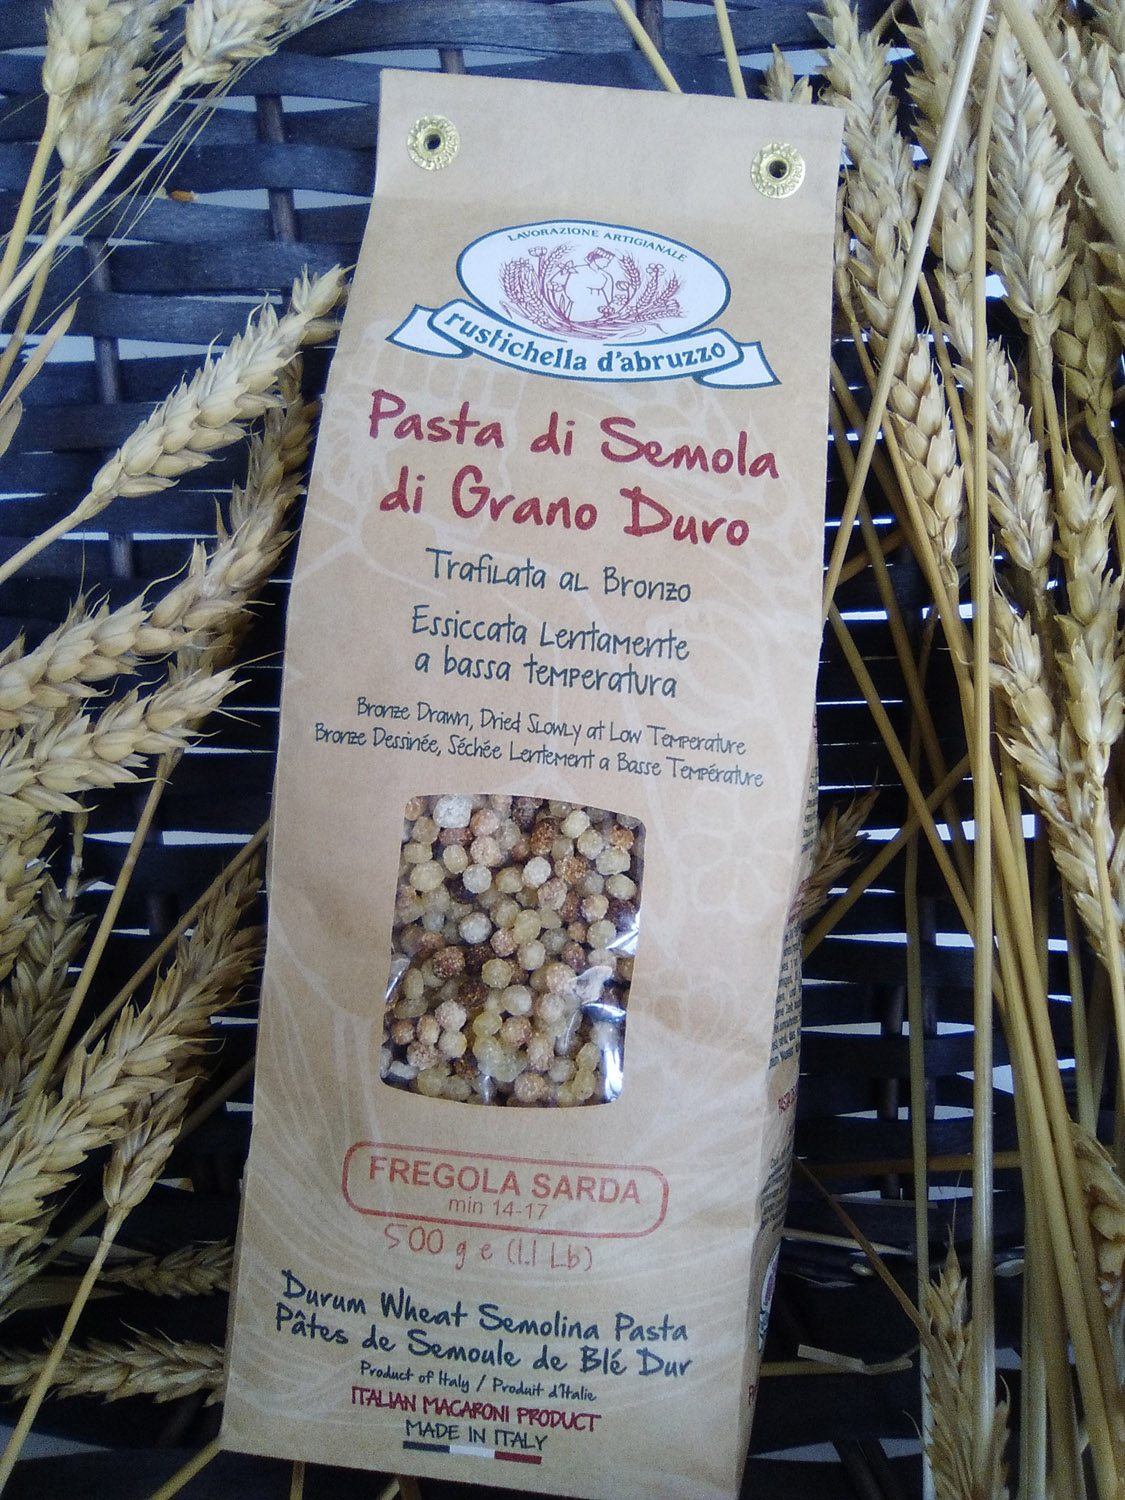 LAVORAZIONE ARTIGIANALE
rustichella d'abruzzo
Pasta di Semola
di Grano Duro
Trafilata al Bronzo
Essiccata Lentamente
a bassa temperatura
Bronze Drawn, Dried Slowly at Low Temperature
Bronze Dessinée, Séchée Lentement a Basse Température
FREGOLA SARDA
min 14-17
500 g e (1.1 Lb)
Durum Wheat Semolina Pasta
Pâtes de Semoule de Blé Dur
Product of Italy / Produit d'Italie
ITALIAN MACARONI PRODUCT
MADE IN ITALY